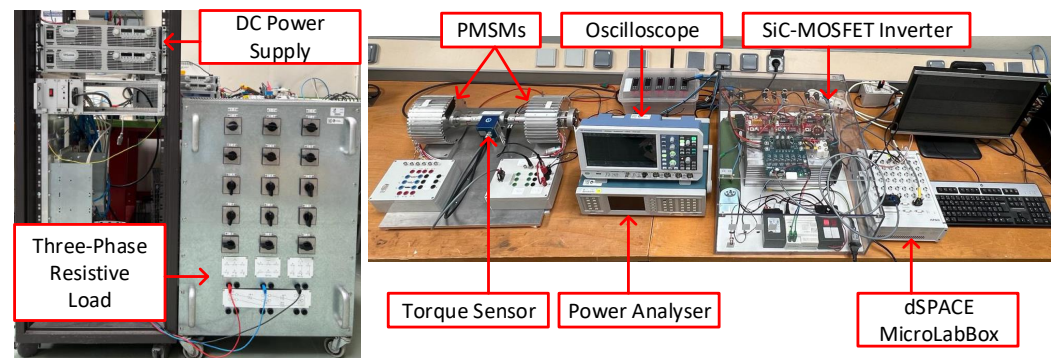 DC Power
Supply
Three-Phase
Resistive
Load
PMSMs
Oscilloscope
SiC-MOSFET Inverter
Torque Sensor
Power Analyser
dSPACE
MicroLabBox